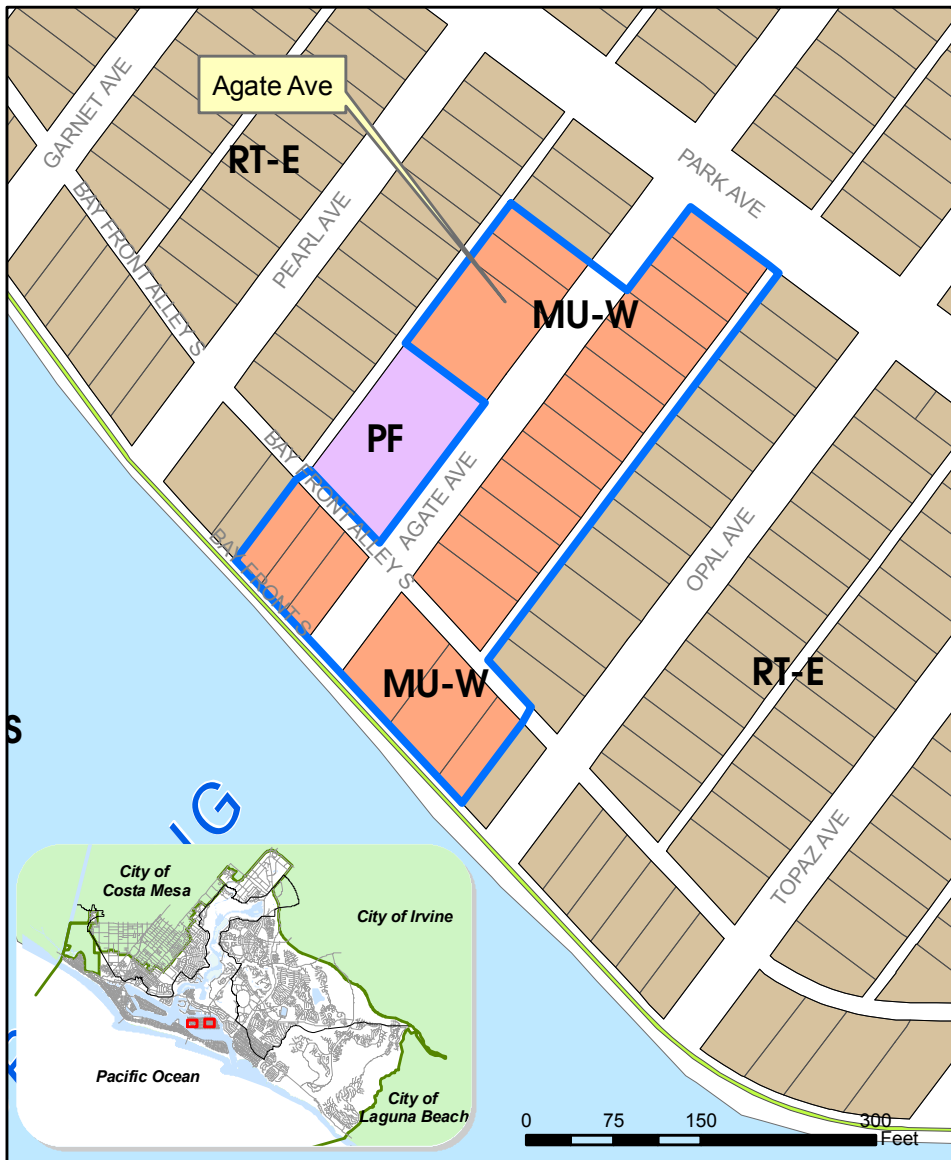 Agate Ave
GARNET AVE
RT-E
PARK AVE
BAY FRONT ALLEY S
PEARL AVE
MU-W
PF
BAY FRONT ALLEY S
AGATE AVE
BAY FRONT S
OPAL AVE
MU-W
RT-E
S
G
TOPAZ AVE
City of
Costa Mesa
City of Irvine
Pacific Ocean
City of
Laguna Beach
0 75 150 300
Feet